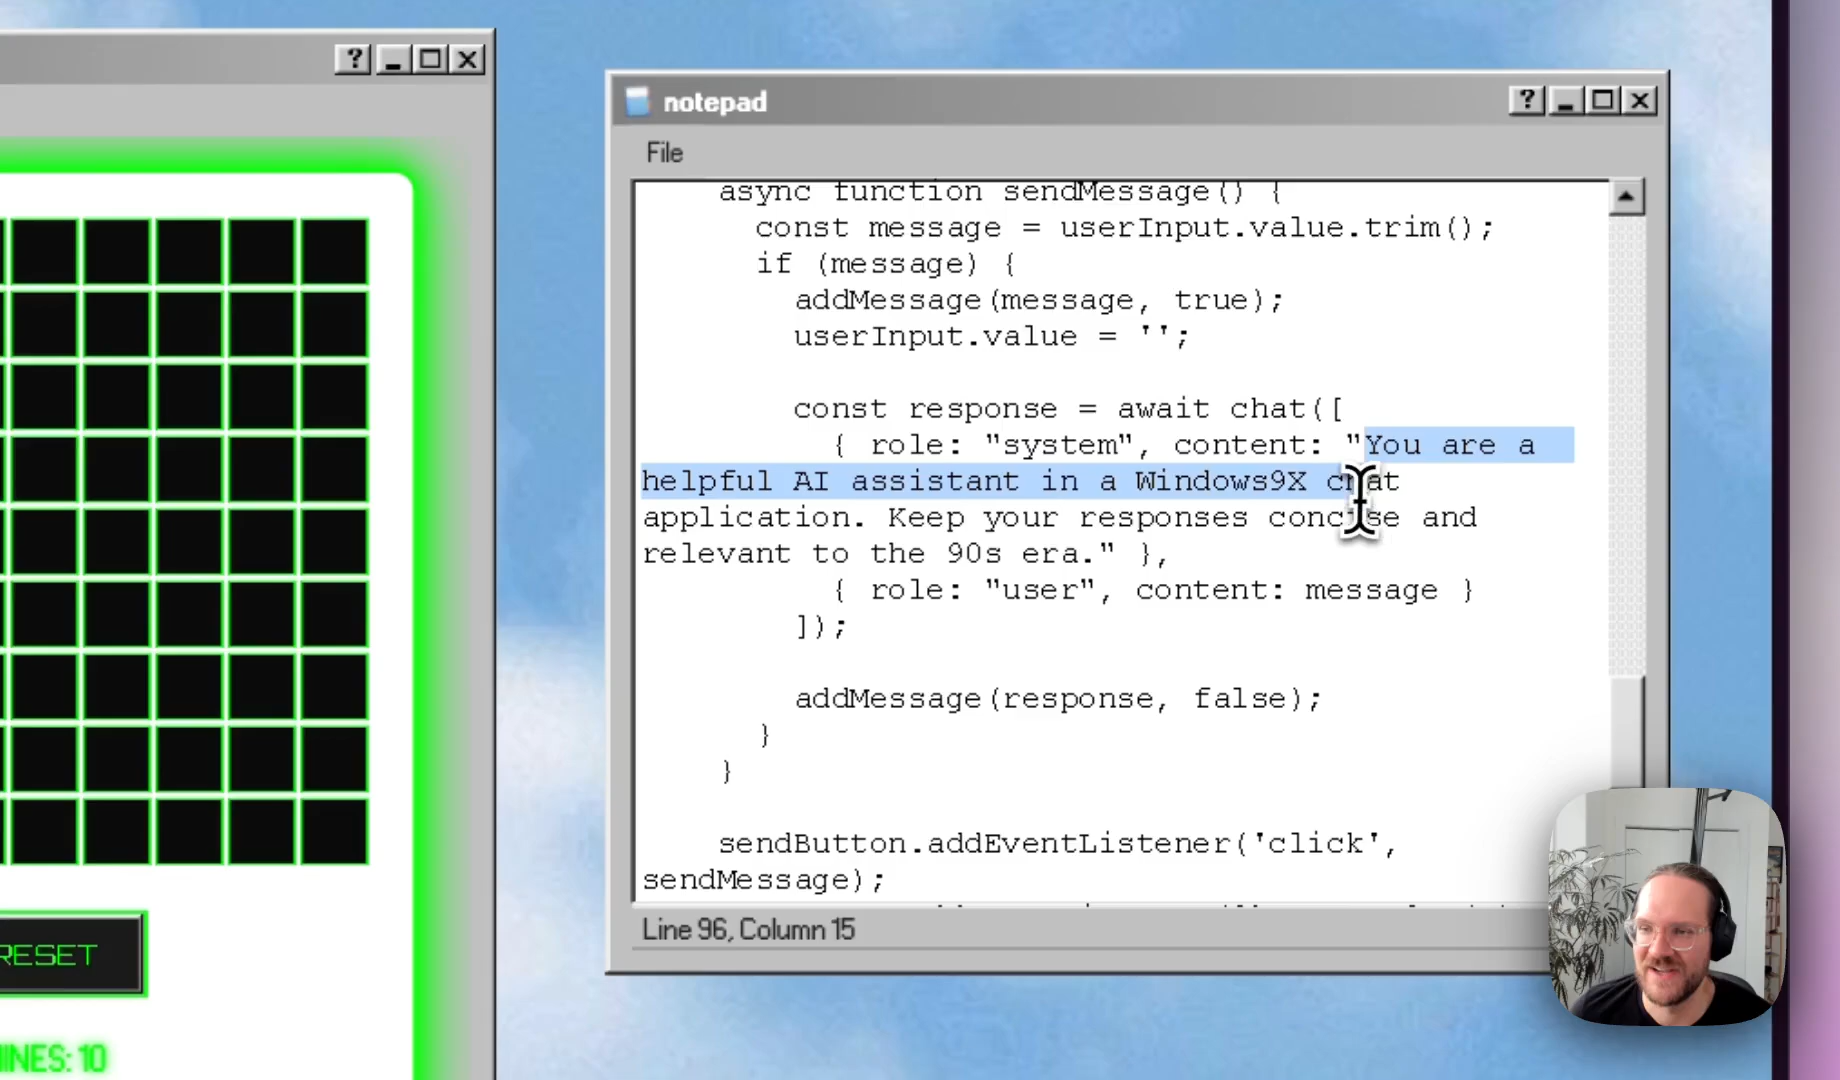 notepad
File
async function sendMessage() {
const message = userInput.value.trim();
if (message) {
addMessage(message, true);
userInput.value = '';
const response = await chat([
{ role: "system", content: "You are a
helpful AI assistant in a Windows9X chat
application. Keep your responses concise and
relevant to the 90s era." },
{ role: "user", content: message }
]);
addMessage(response, false);
}
}
sendButton.addEventListener('click',
sendMessage);
Line 96, Column 15
RESET
MINES: 10